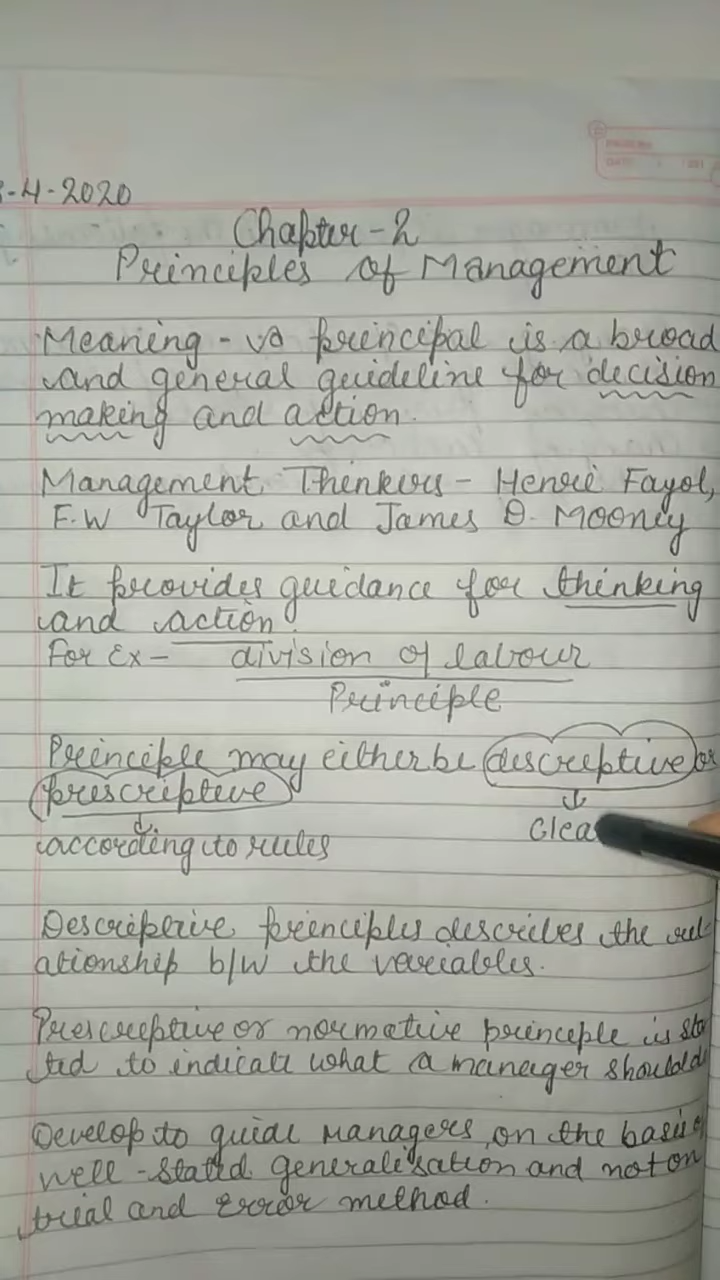 -4-2020
Chapter-2
Principles of Management
Meaning - A principal is a broad
and general guideline for decision
making and action.
Management Thinkers - Henri Fayol,
F.W Taylor and James D. Mooney
It provides guidance for thinking
and action.
For Ex - division of labour
Principle
Principle may either be descreptive or
prescriptive
Clea
according to rules
Descriptive principles describes the rel-
ationship b/w the variables.
Prescreptive or normative principle is sta
ted to indicate what a manager should d
Develop to guide managers on the basis o
well-stated generalisation and not on
trial and Error method.